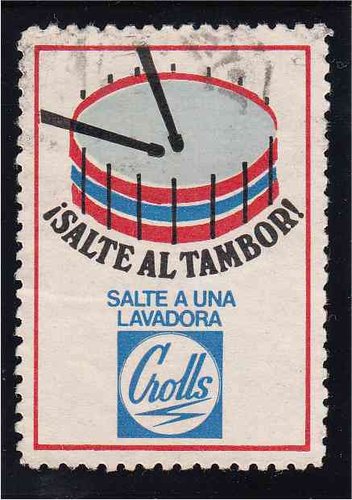 ¡SALTE AL TAMBOR!
SALTE A UNA
LAVADORA
Crolls